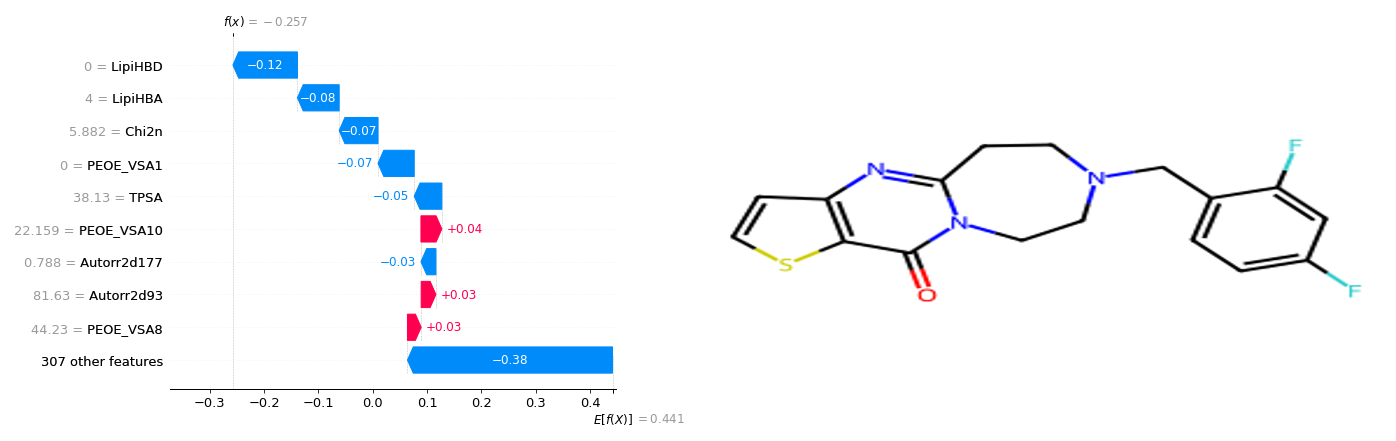 f(x) = −0.257
0 = LipiHBD
−0.12
4 = LipiHBA
−0.08
5.882 = Chi2n
−0.07
0 = PEOE_VSA1
−0.07
38.13 = TPSA
−0.05
22.159 = PEOE_VSA10
+0.04
0.788 = Autorr2d177
−0.03
81.63 = Autorr2d93
+0.03
44.23 = PEOE_VSA8
+0.03
307 other features
−0.38
−0.3 −0.2 −0.1 0.0 0.1 0.2 0.3 0.4
E[f(X)] = 0.441
F
N
N
N
S
O
F